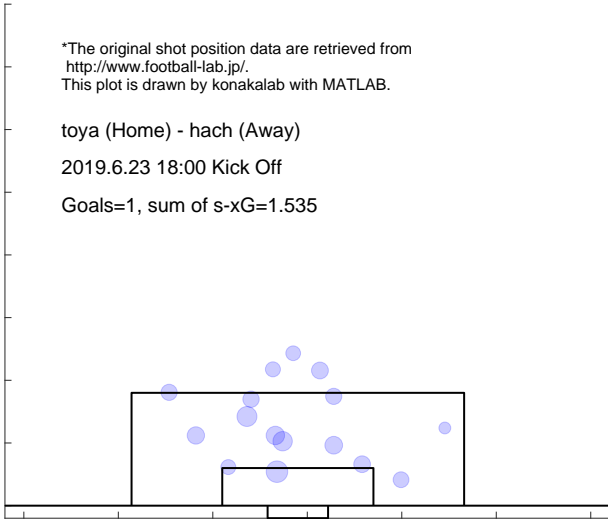 *The original shot position data are retrieved from
http://www.football-lab.jp/.
This plot is drawn by konakalab with MATLAB.
toya (Home) - hach (Away)
2019.6.23 18:00 Kick Off
Goals=1, sum of s-xG=1.535